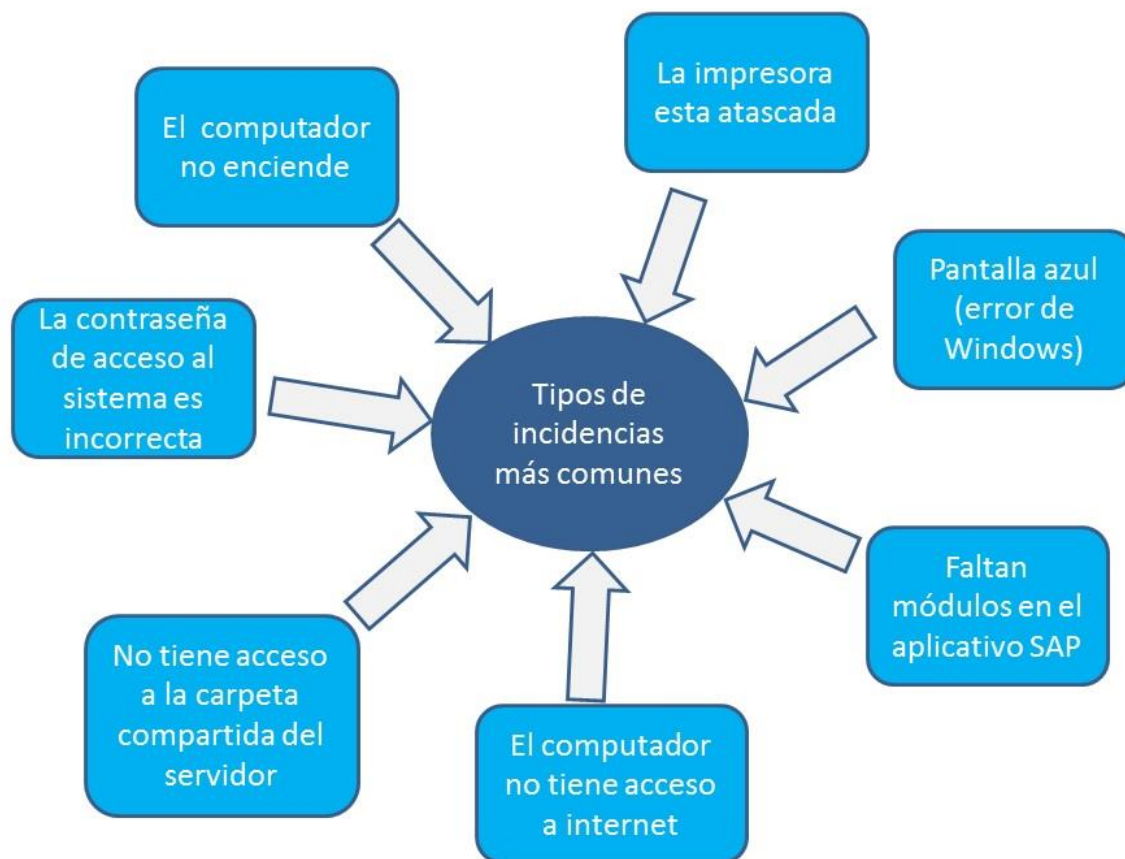 La impresora
esta atascada
El computador
no enciende
Pantalla azul
(error de
Windows)
La contraseña
de acceso al
sistema es
incorrecta
Tipos de
incidencias
más comunes
Faltan
módulos en el
aplicativo SAP
No tiene acceso
a la carpeta
compartida del
servidor
El computador
no tiene acceso
a internet